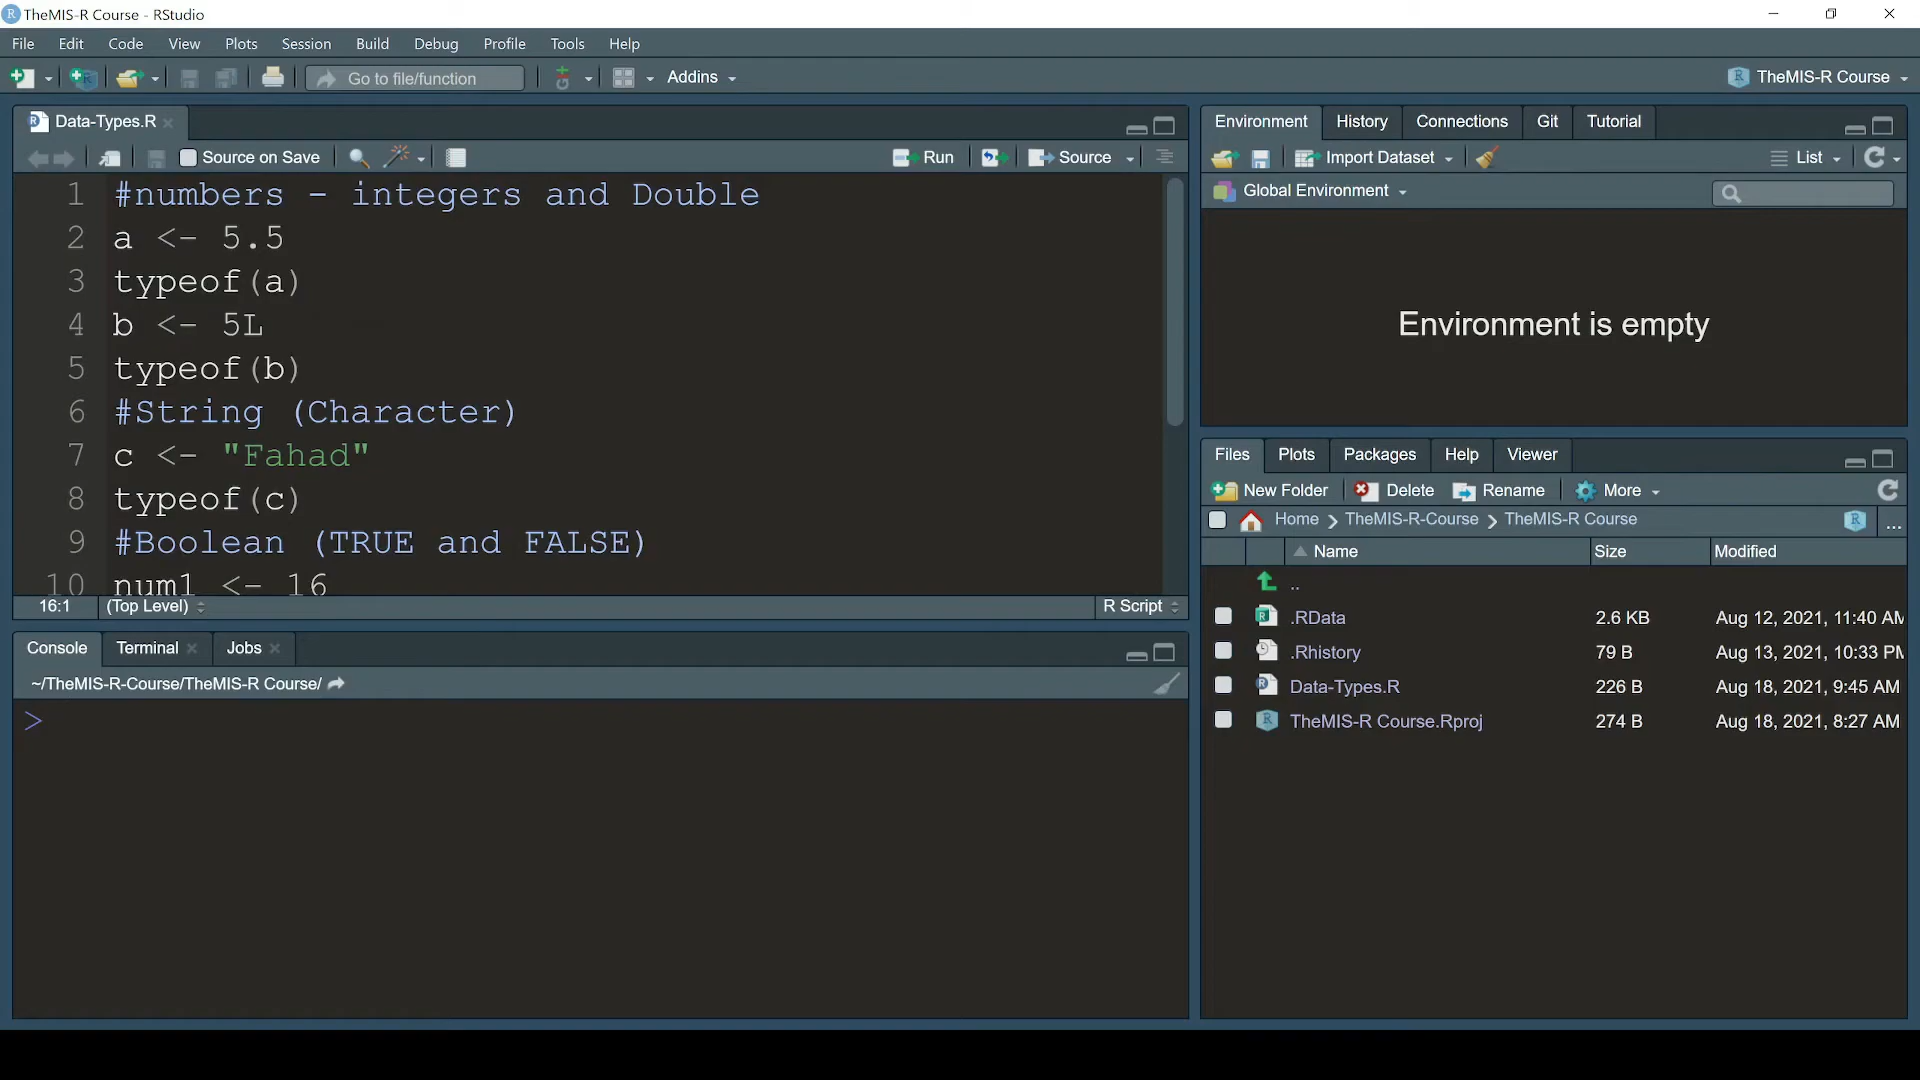 TheMIS-R Course - RStudio
File Edit Code View Plots Session Build Debug Profile Tools Help
Go to file/function Addins TheMIS-R Course
Data-Types.R
Source on Save Run Source
1 #numbers - integers and Double
2 a <- 5.5
3 typeof(a)
4 b <- 5L
5 typeof(b)
6 #String (Character)
7 c <- "Fahad"
8 typeof(c)
9 #Boolean (TRUE and FALSE)
10 num1 <- 16
16:1 (Top Level) R Script
Console Terminal Jobs
~/TheMIS-R-Course/TheMIS-R Course/
>
Environment History Connections Git Tutorial
Import Dataset List
Global Environment
Environment is empty
Files Plots Packages Help Viewer
New Folder Delete Rename More
Home TheMIS-R-Course TheMIS-R Course ...
Name Size Modified
..
.RData 2.6 KB Aug 12, 2021, 11:40 AM
.Rhistory 79 B Aug 13, 2021, 10:33 PM
Data-Types.R 226 B Aug 18, 2021, 9:45 AM
TheMIS-R Course.Rproj 274 B Aug 18, 2021, 8:27 AM